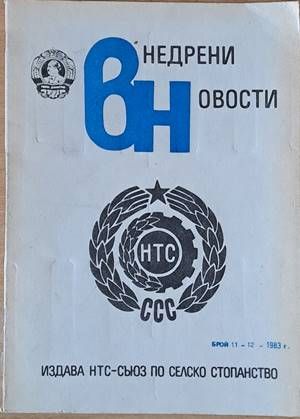 ВНЕДРЕНИ
НОВОСТИ
НТС
ССС
БРОЙ 11 - 12 - 1983 г.
ИЗДАВА НТС-СЪЮЗ ПО СЕЛСКО СТОПАНСТВО